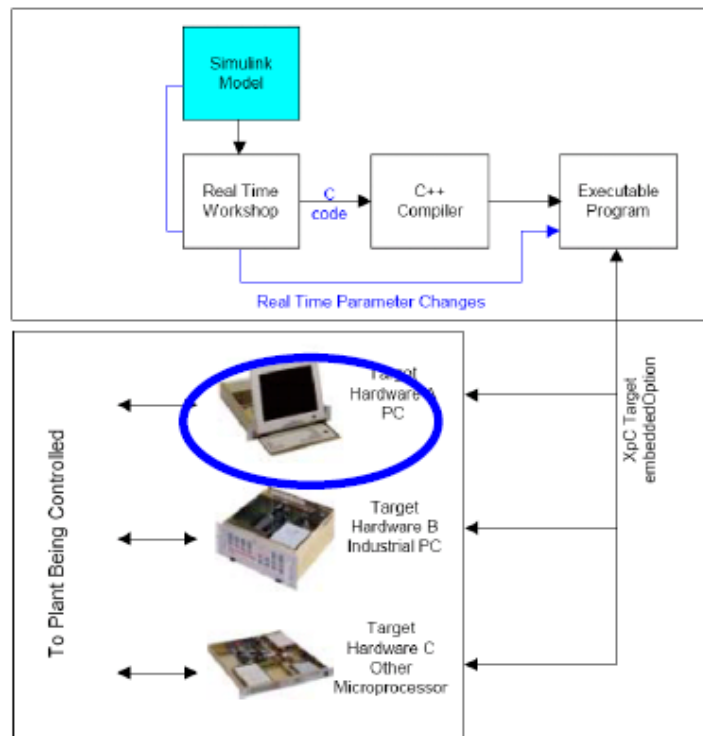 Simulink
Model
Real Time
Workshop
C
code
C++
Compiler
Executable
Program
Real Time Parameter Changes
Target
Hardware A
PC
XpC Target
embeddedOption
To Plant Being Controlled
Target
Hardware B
Industrial PC
Target
Hardware C
Other
Microprocessor